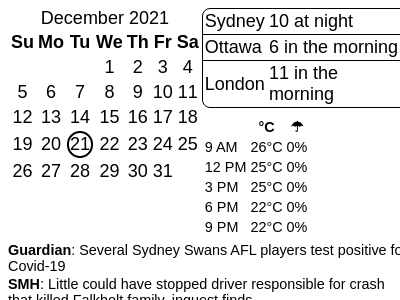 December 2021
Su Mo Tu We Th Fr Sa
1 2 3 4
5 6 7 8 9 10 11
12 13 14 15 16 17 18
19 20 21 22 23 24 25
26 27 28 29 30 31
Sydney 10 at night
Ottawa 6 in the morning
London 11 in the
morning
°C ☂
9 AM 26°C 0%
12 PM 25°C 0%
3 PM 25°C 0%
6 PM 22°C 0%
9 PM 22°C 0%
Guardian: Several Sydney Swans AFL players test positive fo
Covid-19
SMH: Little could have stopped driver responsible for crash
that killed Falkholt family, inquest finds